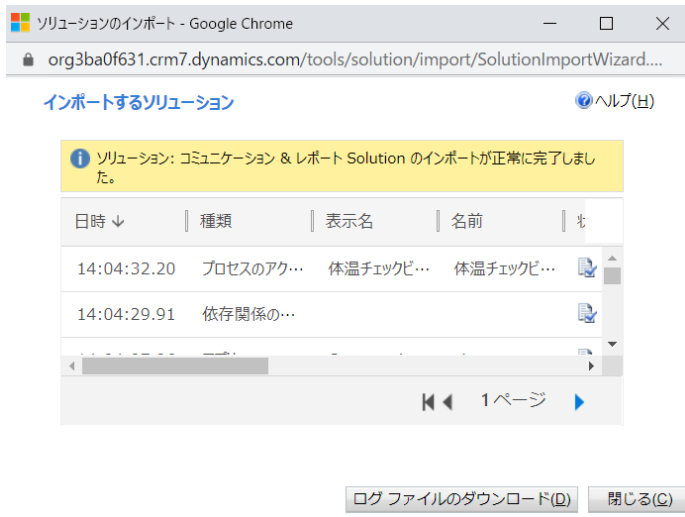 ソリューションのインポート - Google Chrome
org3ba0f631.crm7.dynamics.com/tools/solution/import/SolutionImportWizard....
インポートするソリューション
ヘルプ(H)
ソリューション: コミュニケーション & レポート Solution のインポートが正常に完了しまし
た。
日時 ↓ 種類 表示名 名前
14:04:32.20 プロセスのアク… 体温チェックビ… 体温チェックビ…
14:04:29.91 依存関係の…
1 ページ
ログ ファイルのダウンロード(D) 閉じる(C)